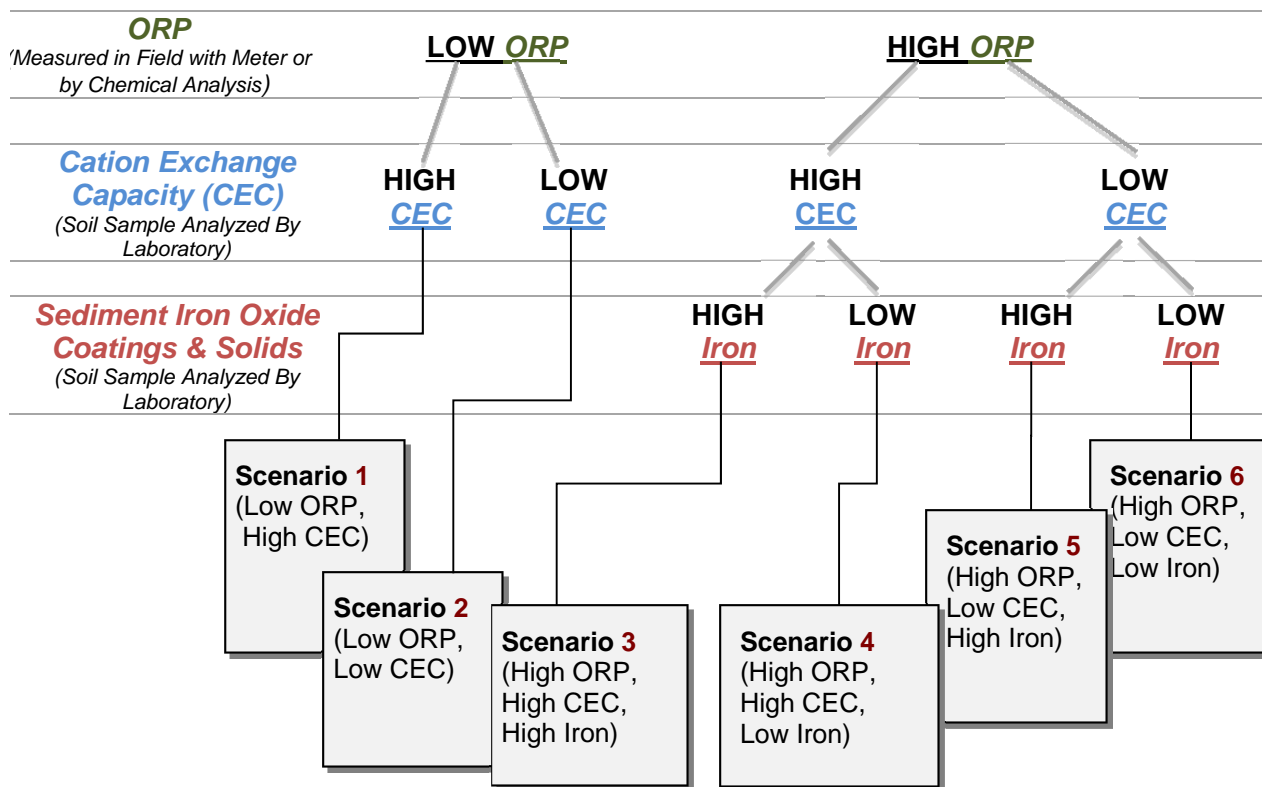 ORP
(Measured in Field with Meter or
by Chemical Analysis)
LOW ORP
HIGH ORP
Cation Exchange
Capacity (CEC)
(Soil Sample Analyzed By
Laboratory)
HIGH
CEC
LOW
CEC
HIGH
CEC
LOW
CEC
Sediment Iron Oxide
Coatings & Solids
(Soil Sample Analyzed By
Laboratory)
HIGH
Iron
LOW
Iron
HIGH
Iron
LOW
Iron
Scenario 1
(Low ORP,
High CEC)
Scenario 2
(Low ORP,
Low CEC)
Scenario 3
(High ORP,
High CEC,
High Iron)
Scenario 4
(High ORP,
High CEC,
Low Iron)
Scenario 5
(High ORP,
Low CEC,
High Iron)
Scenario 6
(High ORP,
Low CEC,
Low Iron)